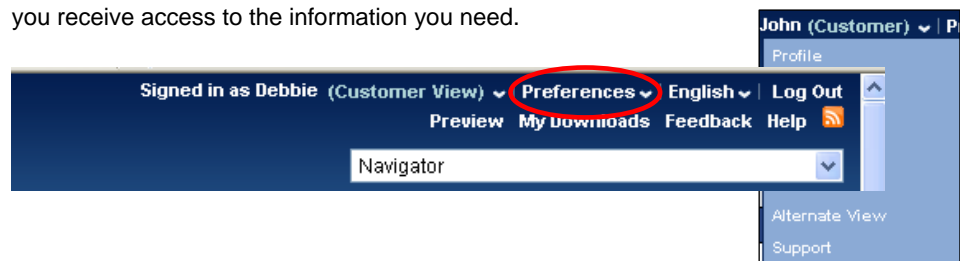 you receive access to the information you need.
John (Customer) |
Profile
Signed in as Debbie (Customer View) Preferences English | Log Out
Preview My Downloads Feedback Help
Navigator
Alternate View
Support